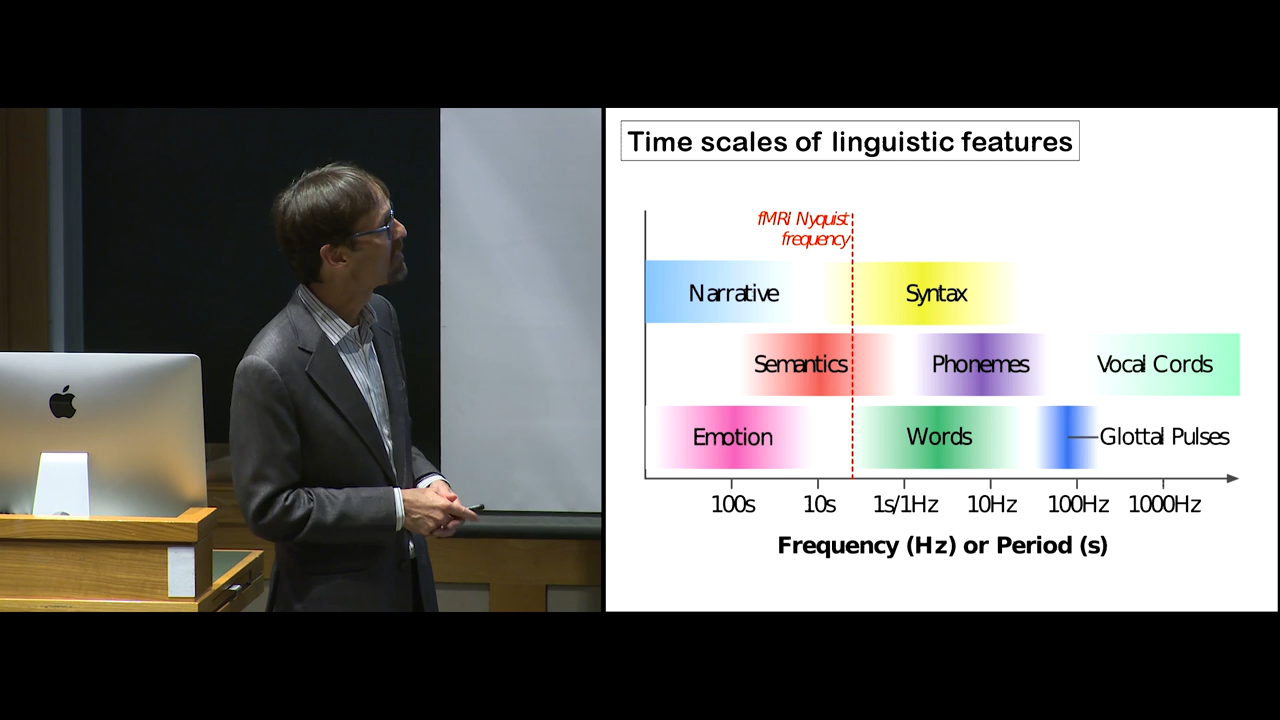 Time scales of linguistic features
fMRI Nyquist
frequency
Narrative
Syntax
Semantics
Phonemes
Vocal Cords
Emotion
Words
Glottal Pulses
100s
10s
1s/1Hz
10Hz
100Hz
1000Hz
Frequency (Hz) or Period (s)